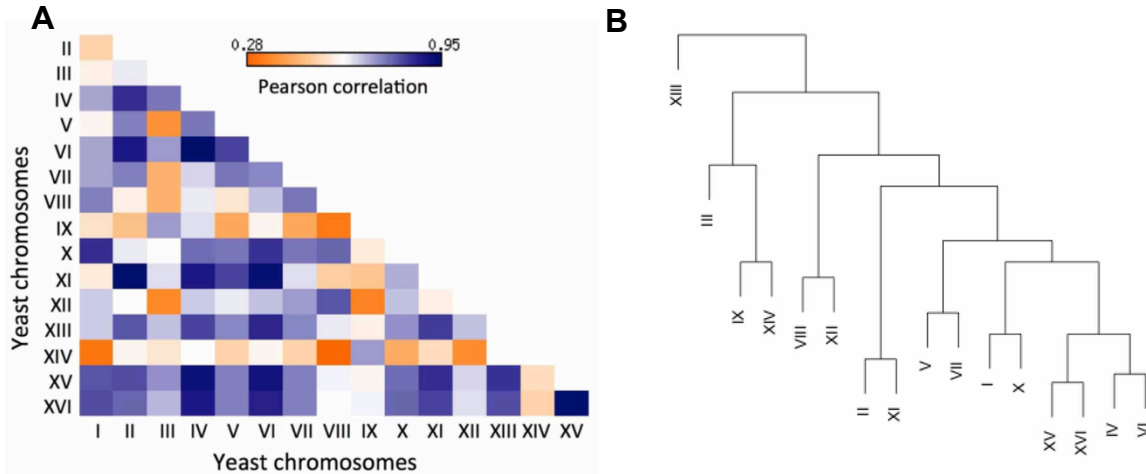 A
B
0.28 0.95
Pearson correlation
II
III
IV
V
VI
VII
VIII
IX
X
XI
XII
XIII
XIV
XV
XVI
Yeast chromosomes
I II III IV V VI VII VIII IX X XI XII XIII XIV XV
Yeast chromosomes
XIII
III
IX XIV
VIII XII
II XI
V VII
I X
XV XVI
IV VI